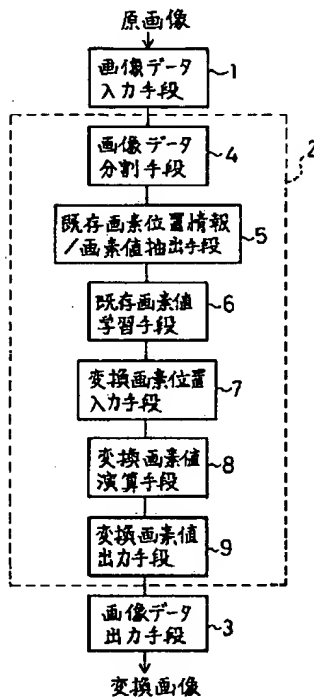 原画像
画像データ
入力手段
1
2
画像データ
分割手段
4
既存画素位置情報
/画素値抽出手段
5
既存画素値
学習手段
6
変換画素位置
入力手段
7
変換画素値
演算手段
8
変換画素値
出力手段
9
画像データ
出力手段
3
変換画像